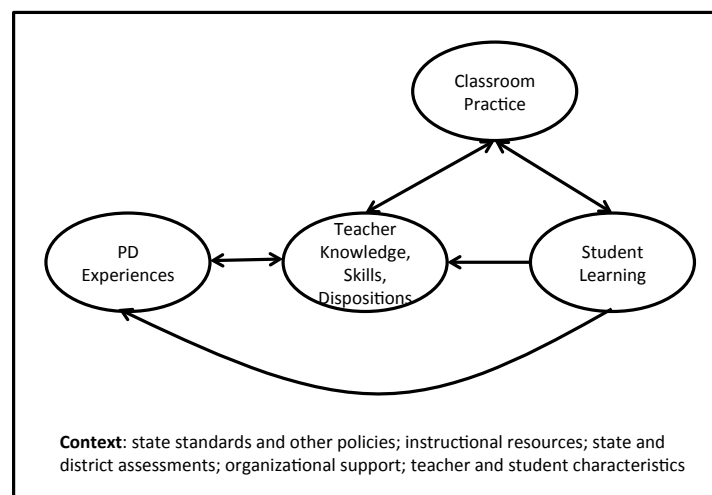 Classroom
Practice
PD
Experiences
Teacher
Knowledge,
Skills,
Dispositions
Student
Learning
Context: state standards and other policies; instructional resources; state and
district assessments; organizational support; teacher and student characteristics